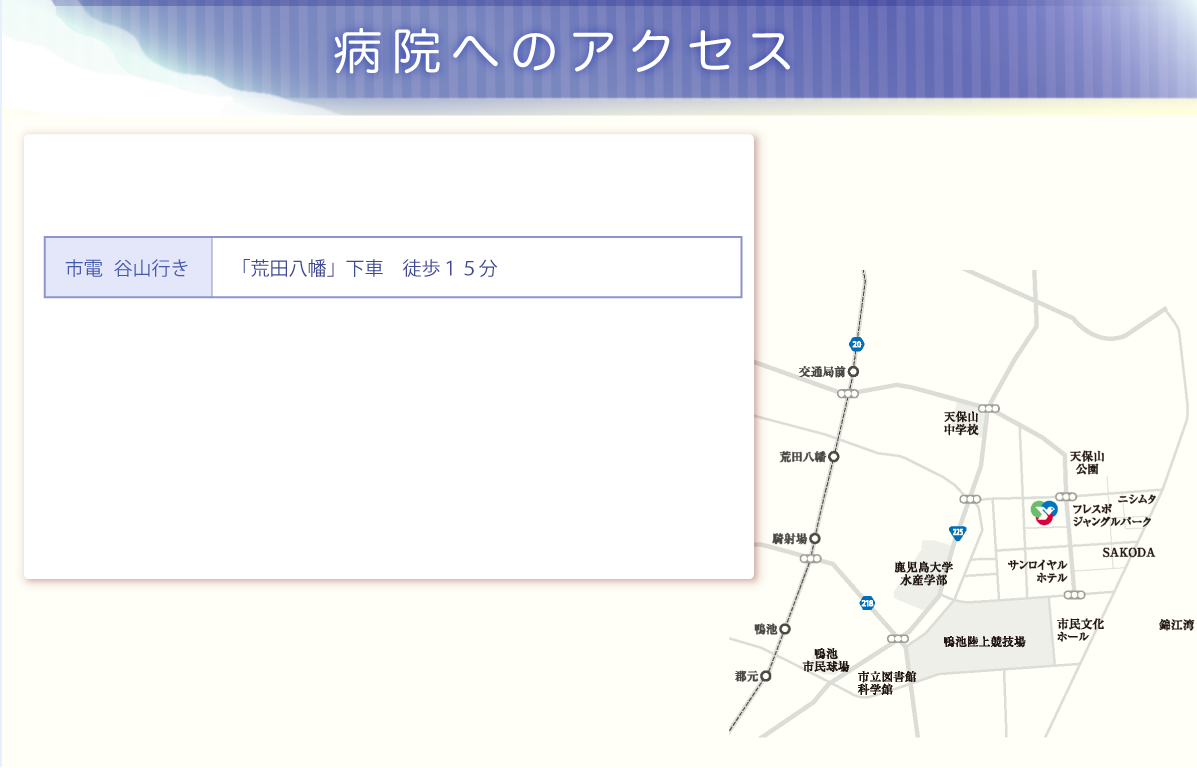 病院へのアクセス
市電 谷山行き 「荒田八幡」下車 徒歩15分
20
交通局前
天保山
中学校
荒田八幡
天保山
公園
ニシムタ
フレスポ
ジャングルパーク
225
騎射場
SAKODA
鹿児島大学
水産学部
サンロイヤル
ホテル
218
鴨池
市民文化
ホール
錦江湾
鴨池陸上競技場
鴨池
市民球場
郡元
市立図書館
科学館